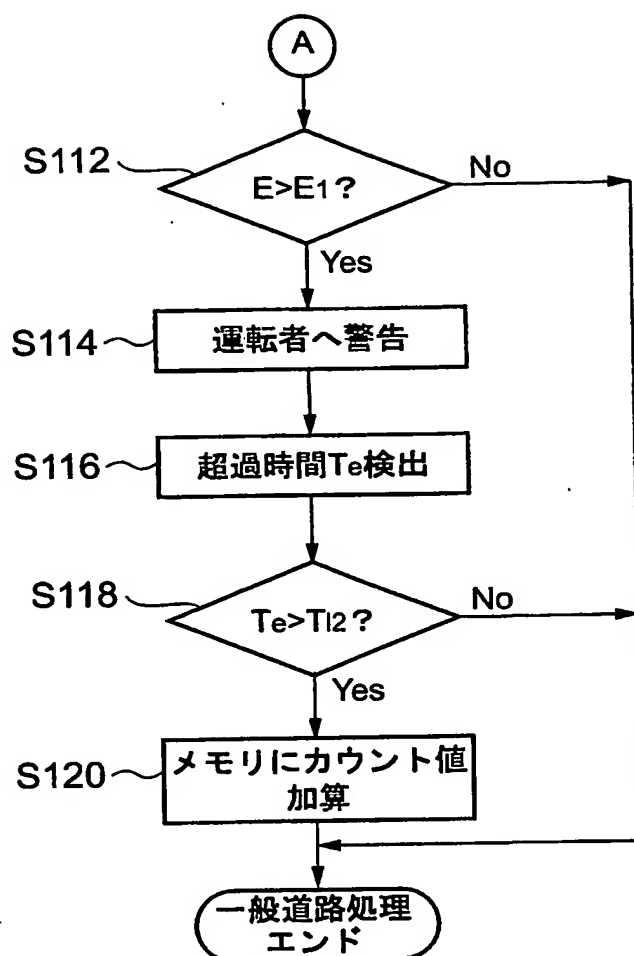 A
S112
E>E1?
No
Yes
S114
運転者へ警告
S116
超過時間Te検出
S118
Te>Tl2?
No
Yes
S120
メモリにカウント値
加算
一般道路処理
エンド